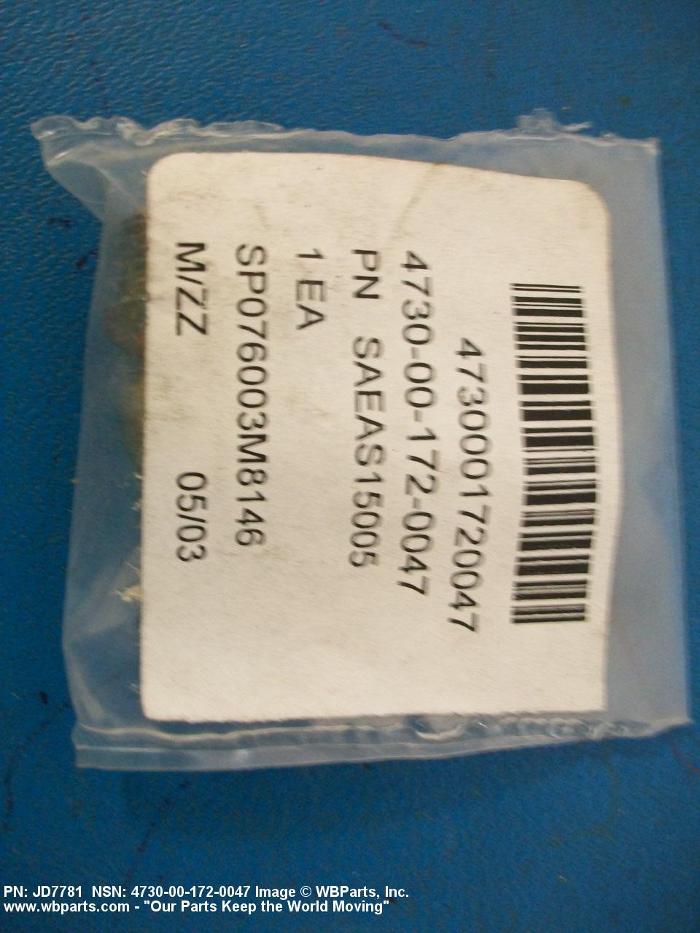 4730001720047
4730-00-172-0047
PN SAEAS15005
1 EA
SP076003M8146
M/ZZ 05/03
PN: JD7781 NSN: 4730-00-172-0047 Image © WBParts, Inc.
www.wbparts.com - "Our Parts Keep the World Moving"